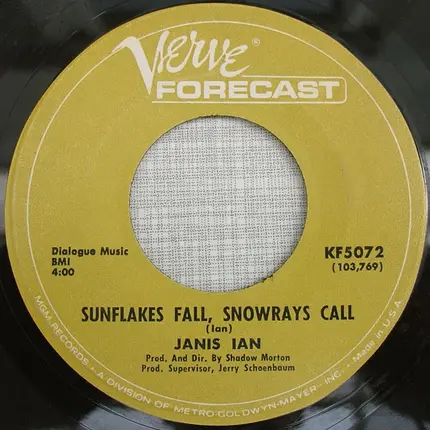 Verve®
FORECAST
Dialogue Music
BMI
4:00
KF5072
(103,769)
SUNFLAKES FALL, SNOWRAYS CALL
(Ian)
JANIS IAN
Prod. And Dir. By Shadow Morton
Prod. Supervisor, Jerry Schoenbaum
MGM RECORDS - A DIVISION OF METRO-GOLDWYN-MAYER INC. • Made in U.S.A.